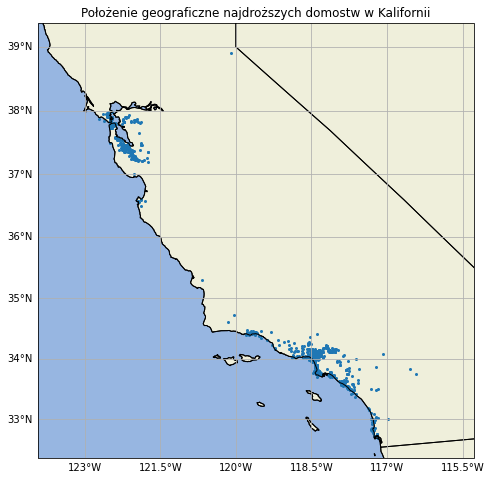 Położenie geograficzne najdroższych domostw w Kalifornii
39°N
38°N
37°N
36°N
35°N
34°N
33°N
123°W 121.5°W 120°W 118.5°W 117°W 115.5°W